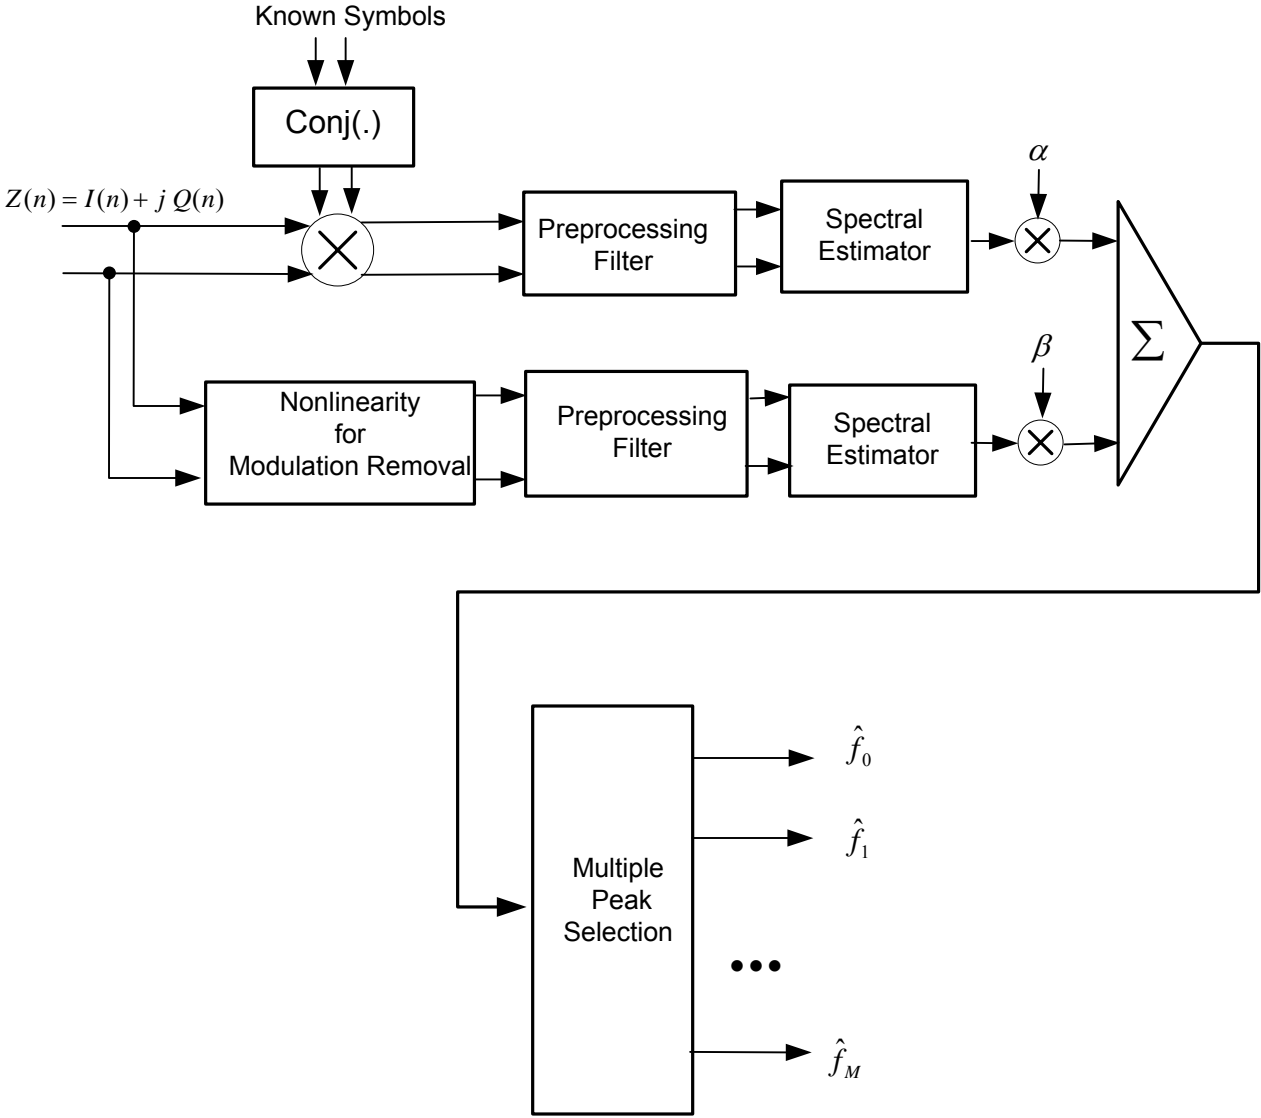 Known Symbols
Conj(.)
Z(n) = I(n) + j Q(n)
α
Preprocessing
Filter
Spectral
Estimator
Σ
β
Nonlinearity
for
Modulation Removal
Preprocessing
Filter
Spectral
Estimator
f̂₀
f̂₁
Multiple
Peak
Selection
•••
f̂_M